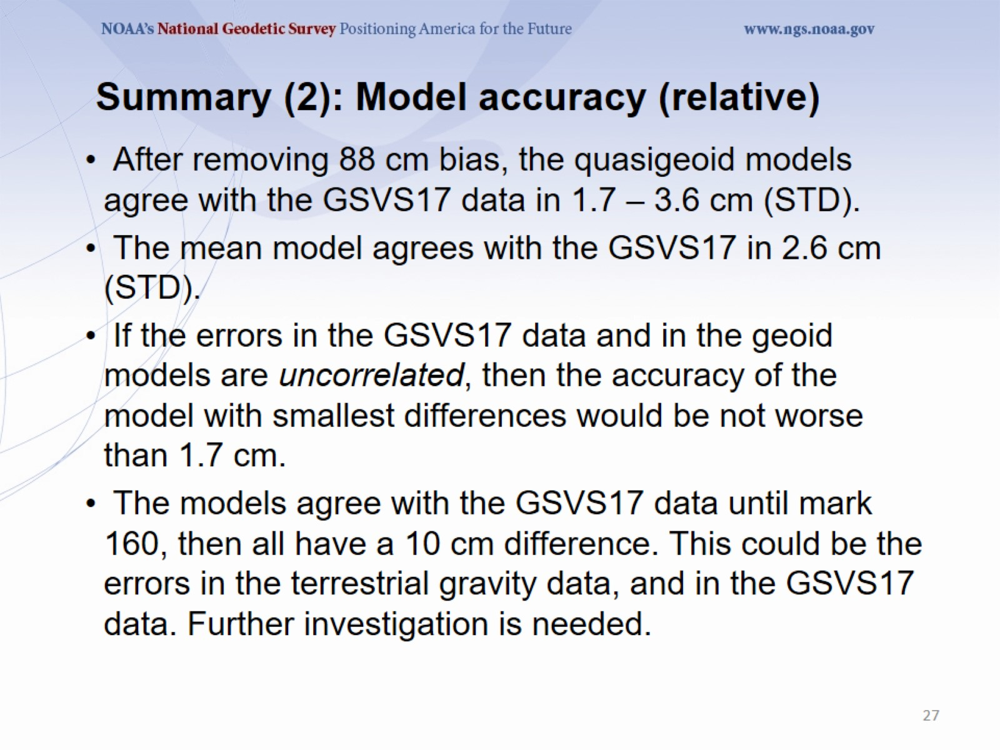 NOAA's National Geodetic Survey Positioning America for the Future www.ngs.noaa.gov
Summary (2): Model accuracy (relative)
• After removing 88 cm bias, the quasigeoid models
agree with the GSVS17 data in 1.7 – 3.6 cm (STD).
• The mean model agrees with the GSVS17 in 2.6 cm
(STD).
• If the errors in the GSVS17 data and in the geoid
models are uncorrelated, then the accuracy of the
model with smallest differences would be not worse
than 1.7 cm.
• The models agree with the GSVS17 data until mark
160, then all have a 10 cm difference. This could be the
errors in the terrestrial gravity data, and in the GSVS17
data. Further investigation is needed.
27